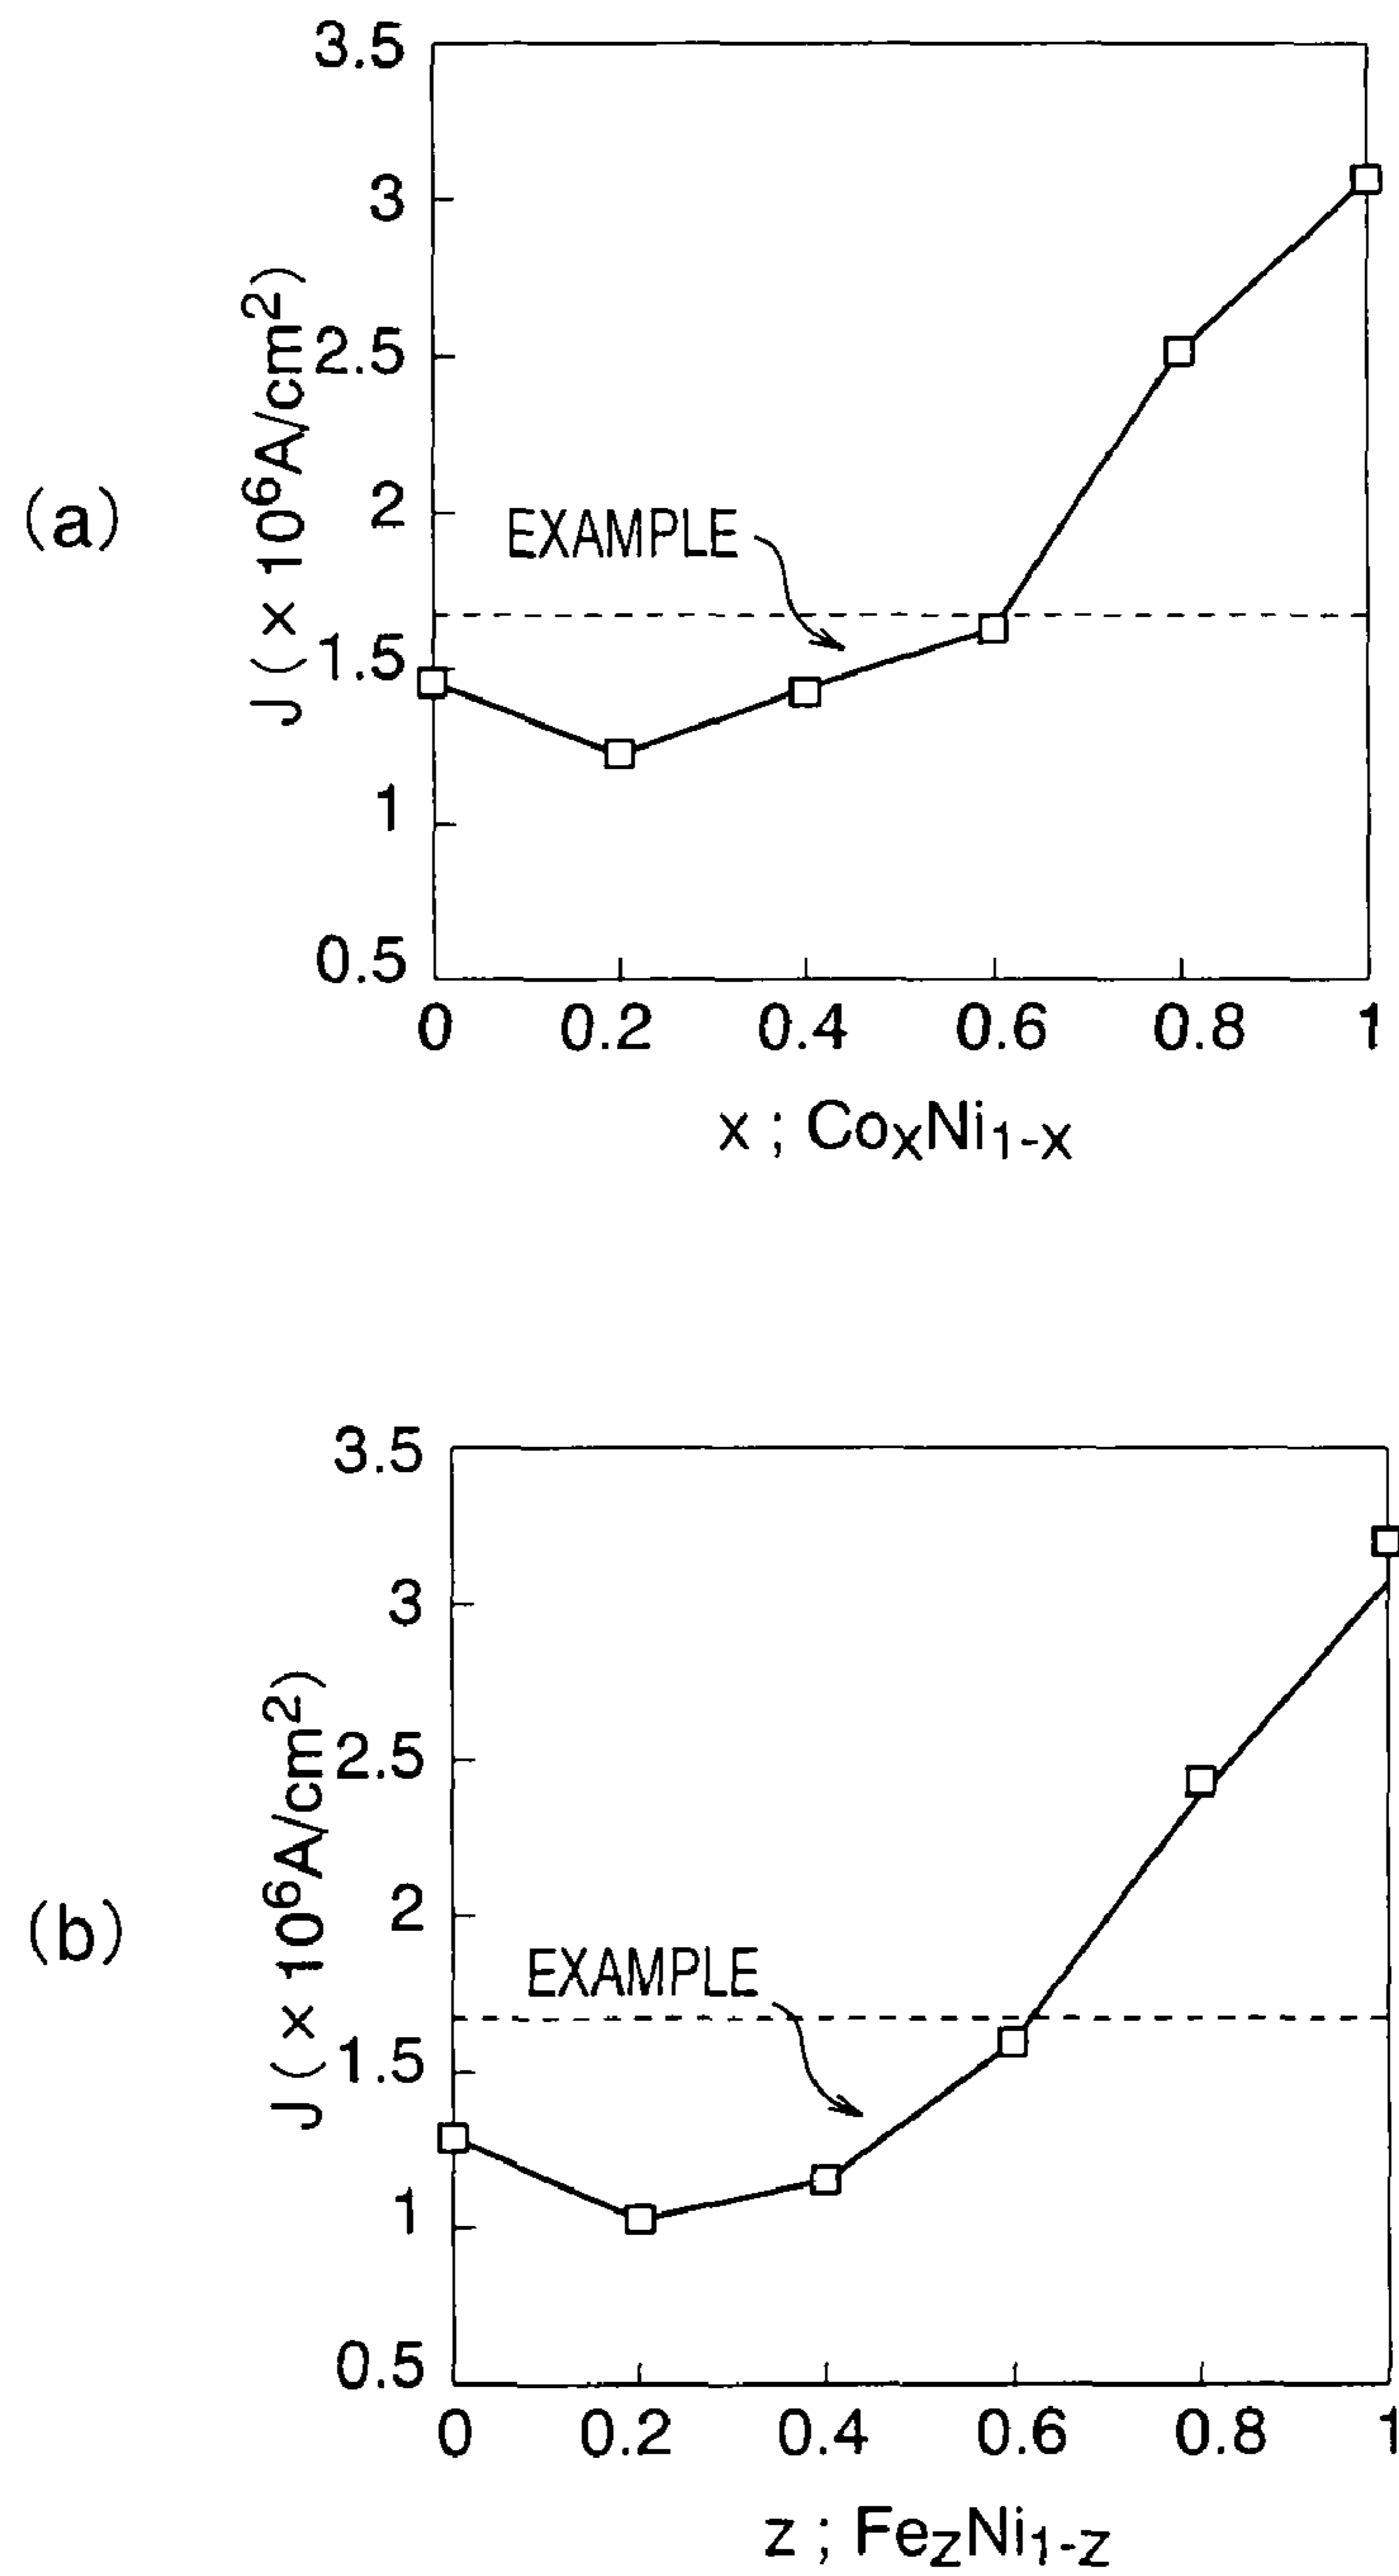 (a)
J ( × 10⁶A/cm²)
3.5
3
2.5
2
1.5
1
0.5
EXAMPLE
0 0.2 0.4 0.6 0.8 1
x ; CoₓNi₁₋ₓ
(b)
J ( × 10⁶A/cm²)
3.5
3
2.5
2
1.5
1
0.5
EXAMPLE
0 0.2 0.4 0.6 0.8 1
z ; FezNi1-z